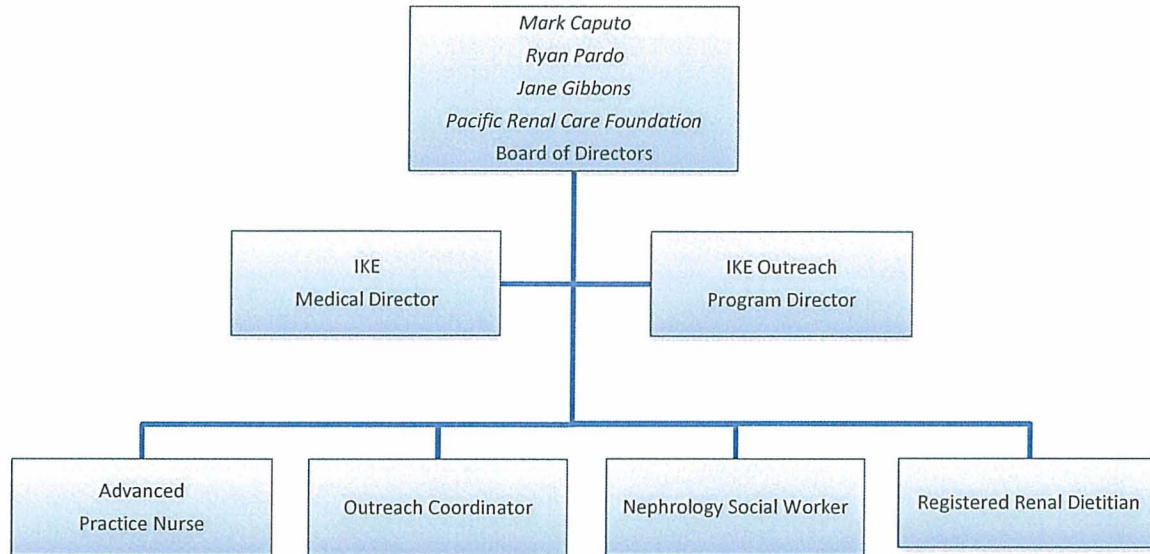 Mark Caputo
Ryan Pardo
Jane Gibbons
Pacific Renal Care Foundation
Board of Directors
IKE
Medical Director
IKE Outreach
Program Director
Advanced
Practice Nurse
Outreach Coordinator
Nephrology Social Worker
Registered Renal Dietitian